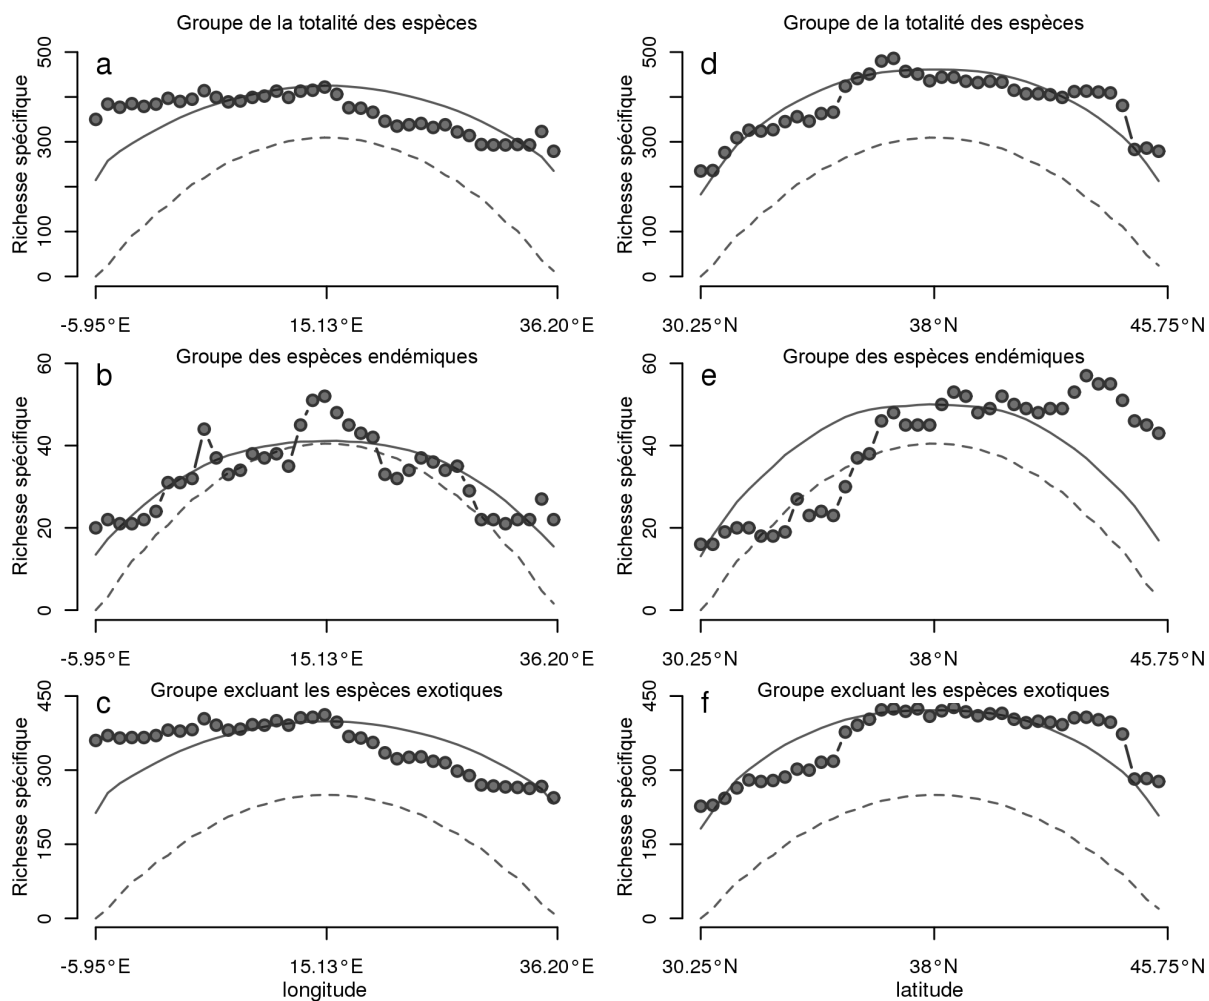 Groupe de la totalité des espèces
a
Richesse spécifique
500
300
100
0
-5.95°E 15.13°E 36.20°E
Groupe de la totalité des espèces
d
Richesse spécifique
500
300
100
0
30.25°N 38°N 45.75°N
Groupe des espèces endémiques
b
Richesse spécifique
60
40
20
0
-5.95°E 15.13°E 36.20°E
Groupe des espèces endémiques
e
Richesse spécifique
60
40
20
0
30.25°N 38°N 45.75°N
Groupe excluant les espèces exotiques
c
Richesse spécifique
450
300
150
0
-5.95°E 15.13°E 36.20°E
longitude
Groupe excluant les espèces exotiques
f
Richesse spécifique
450
300
150
0
30.25°N 38°N 45.75°N
latitude